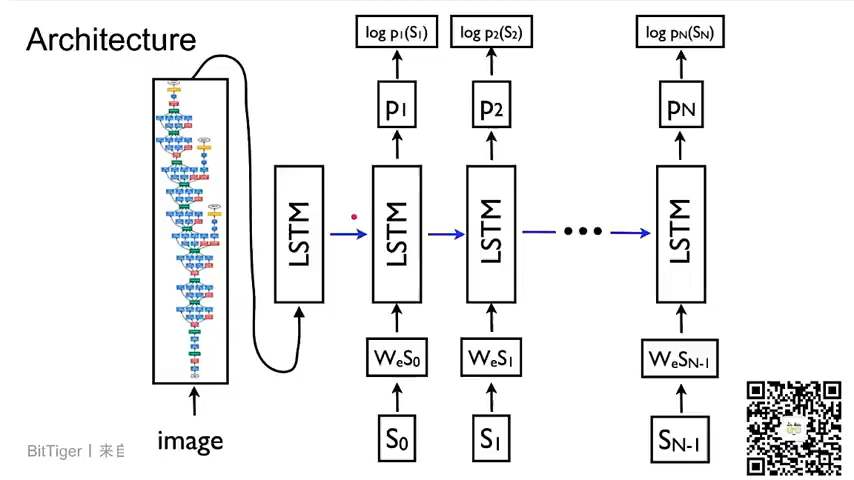 Architecture
log p₁(S₁)
log p₂(S₂)
log pN(SN)
p₁
p₂
pN
LSTM
LSTM
LSTM
LSTM
WeS₀
WeS₁
WeSN-1
S₀
S₁
SN-1
image
BitTiger | 来自